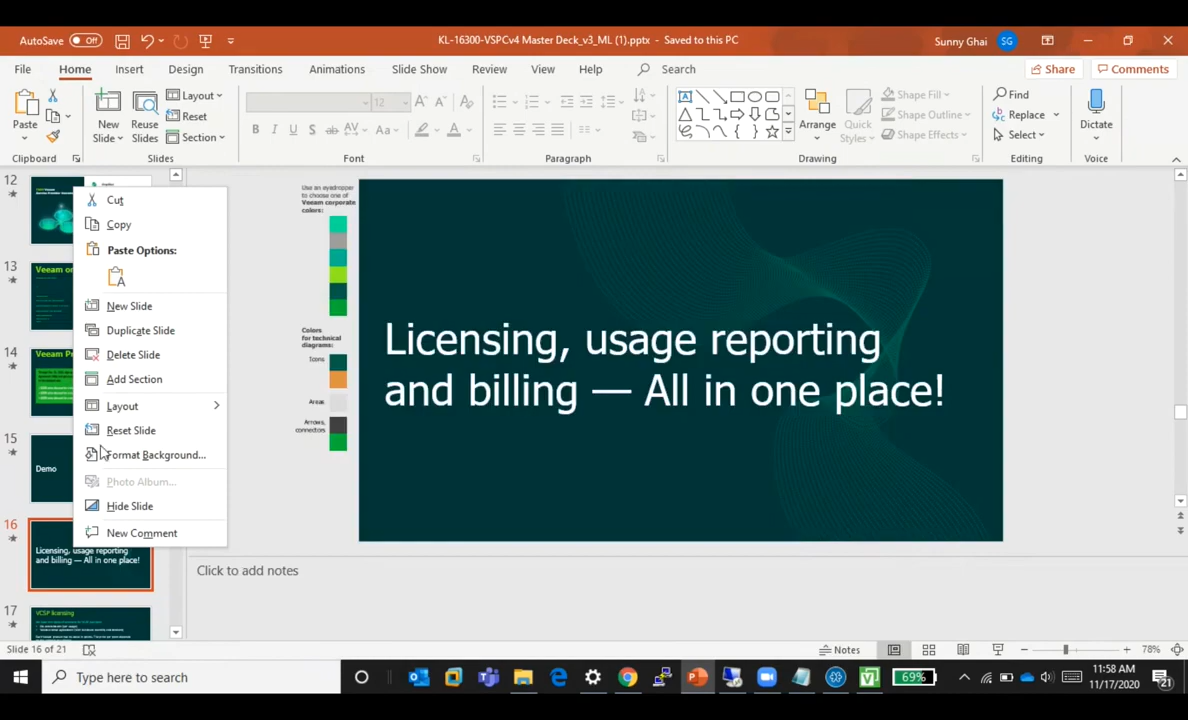 AutoSave Off
KL-16300-VSPCv4 Master Deck_v3_ML (1).pptx - Saved to this PC
Sunny Ghai SG
File Home Insert Design Transitions Animations Slide Show Review View Help Search
Share Comments
Paste
New Slide
Reuse Slides
Layout
Reset
Section
12
Arrange
Quick Styles
Shape Fill
Shape Outline
Shape Effects
Find
Replace
Select
Dictate
Clipboard Slides Font Paragraph Drawing Editing Voice
12
13
Veeam
14
Veeam
15
Demo
16
Licensing, usage reporting
and billing — All in one place!
17
VCSP licensing
Cut
Copy
Paste Options:
New Slide
Duplicate Slide
Delete Slide
Add Section
Layout
Reset Slide
Format Background...
Photo Album...
Hide Slide
New Comment
Use an eyedropper
to choose one of
Veeam corporate
colors:
Colors
for technical
diagrams:
Icons
Areas
Arrows,
connectors
Licensing, usage reporting
and billing — All in one place!
Click to add notes
Slide 16 of 21
Notes
78%
Type here to search
69%
11:58 AM
11/17/2020
21